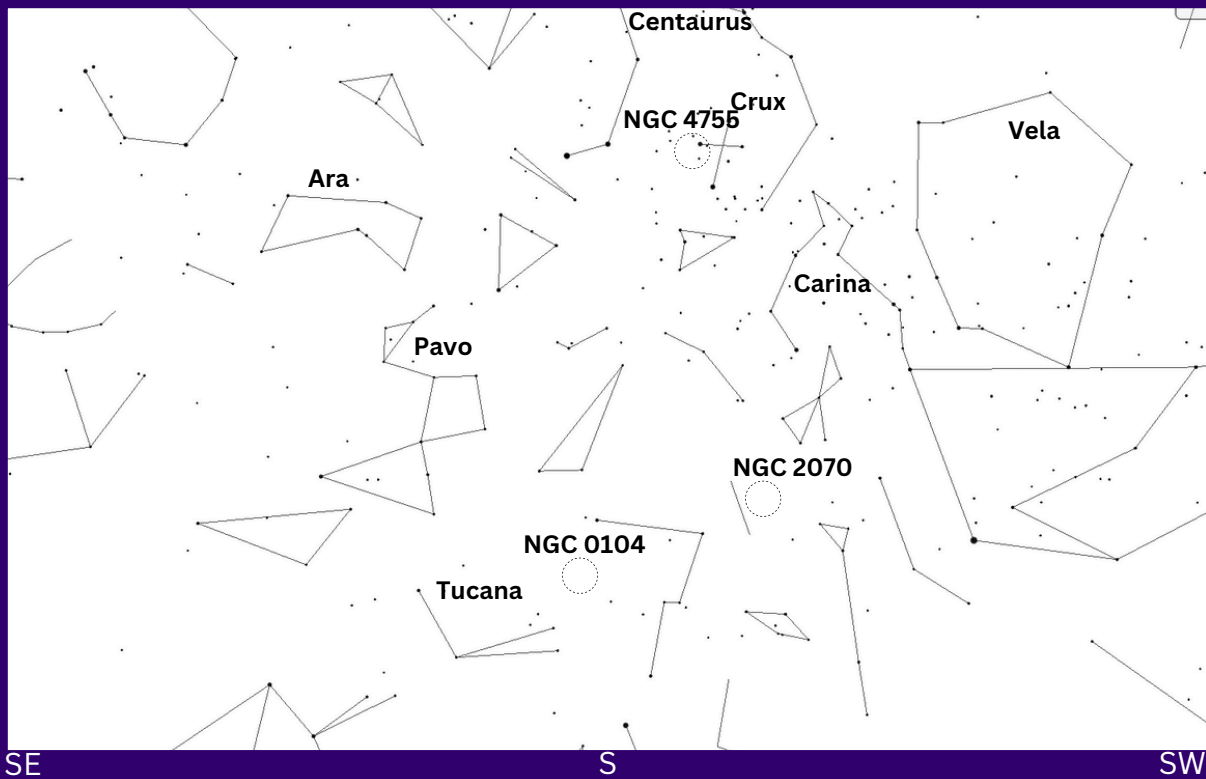 Centaurus
Crux
NGC 4755
Vela
Ara
Carina
Pavo
NGC 2070
NGC 0104
Tucana
SE
S
SW